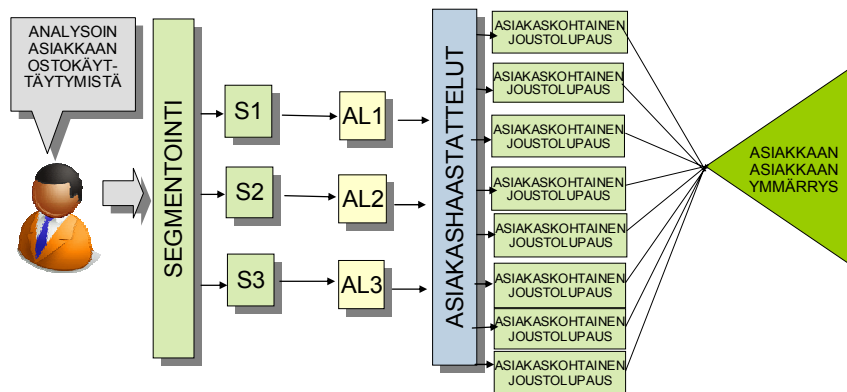 ANALYSOIN
ASIAKKAAN
OSTOKÄYT-
TÄYTYMISTÄ
SEGMENTOINTI
S1
S2
S3
AL1
AL2
AL3
ASIAKASHAASTATTELUT
ASIAKASKOHTAINEN
JOUSTOLUPAUS
ASIAKASKOHTAINEN
JOUSTOLUPAUS
ASIAKASKOHTAINEN
JOUSTOLUPAUS
ASIAKASKOHTAINEN
JOUSTOLUPAUS
ASIAKASKOHTAINEN
JOUSTOLUPAUS
ASIAKASKOHTAINEN
JOUSTOLUPAUS
ASIAKASKOHTAINEN
JOUSTOLUPAUS
ASIAKASKOHTAINEN
JOUSTOLUPAUS
ASIAKKAAN
ASIAKKAAN
YMMÄRRYS